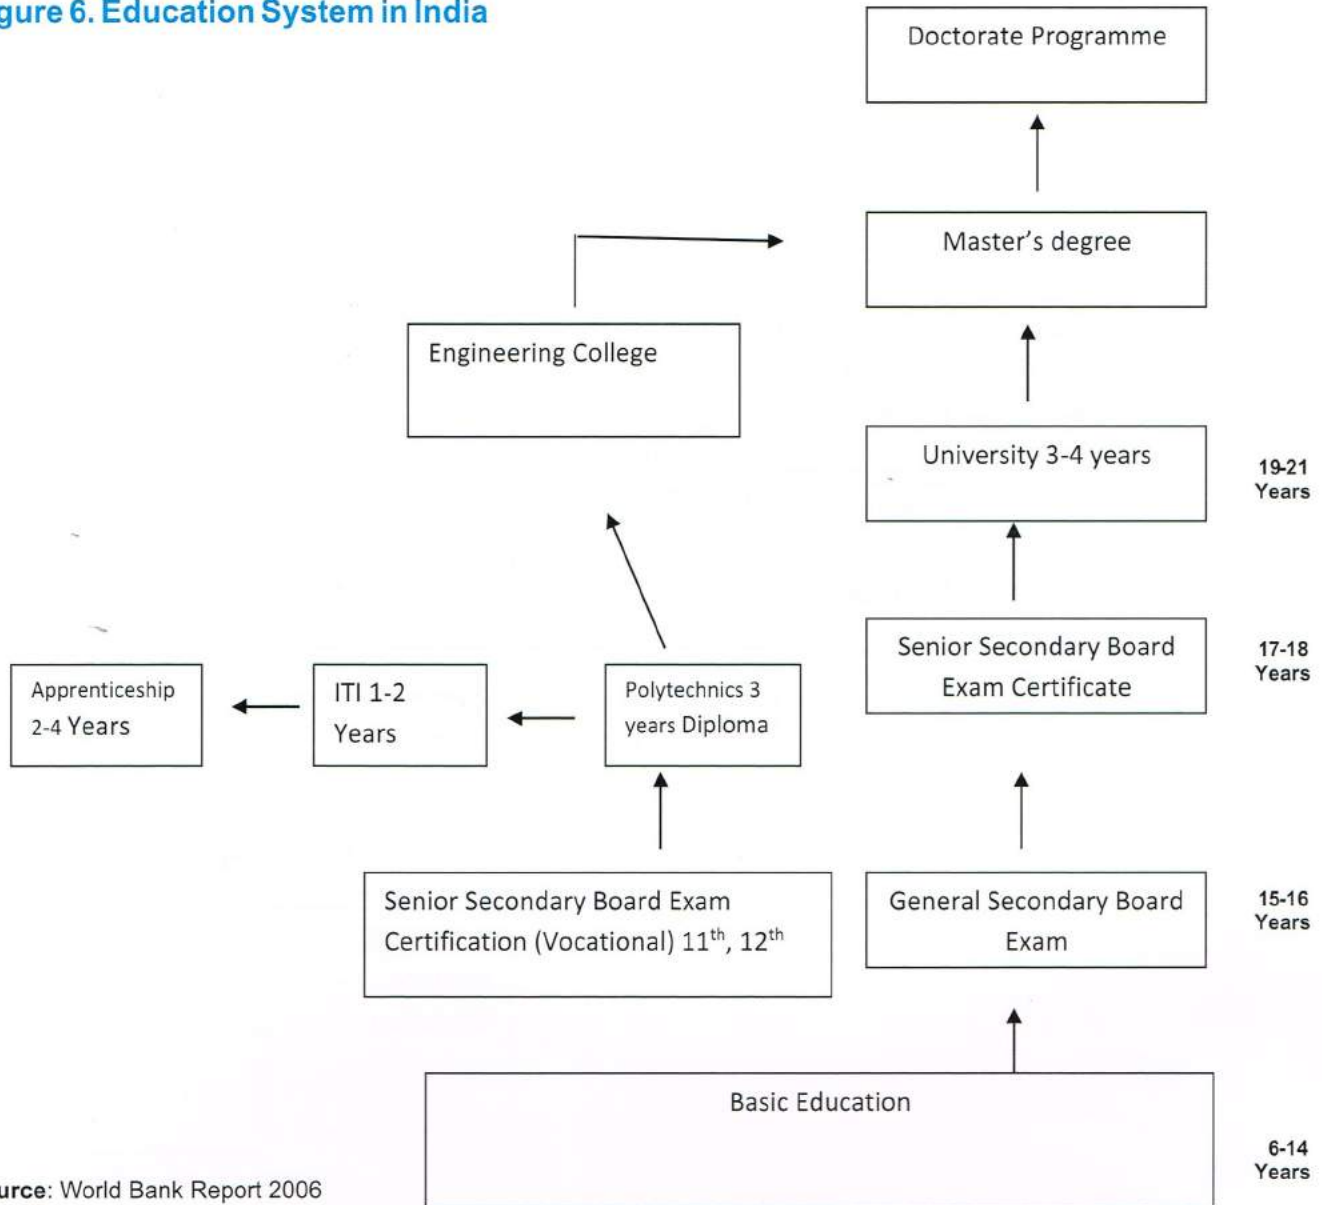 gure 6. Education System in India
Doctorate Programme
Master's degree
Engineering College
University 3-4 years
19-21
Years
Senior Secondary Board
Exam Certificate
17-18
Years
Apprenticeship
2-4 Years
ITI 1-2
Years
Polytechnics 3
years Diploma
Senior Secondary Board Exam
Certification (Vocational) 11th, 12th
General Secondary Board
Exam
15-16
Years
Basic Education
6-14
Years
urce: World Bank Report 2006